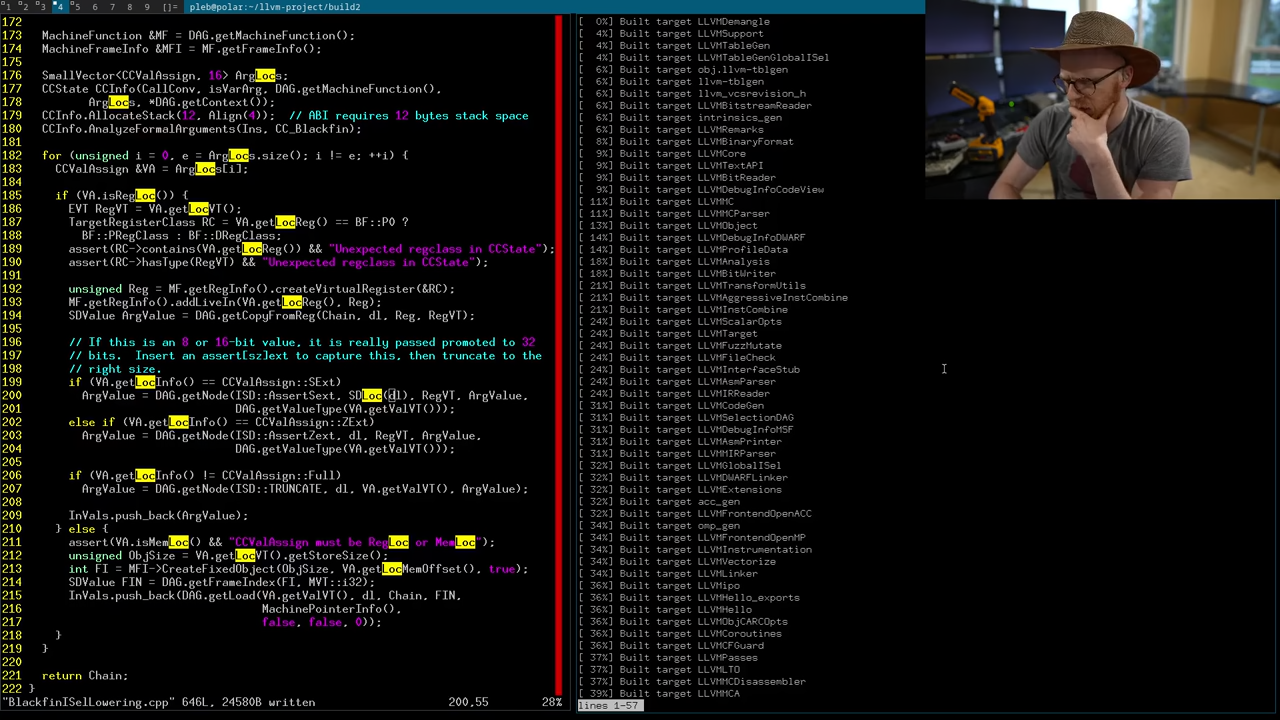 1 2 3 4 5 6 7 8 9 []= pleb@polar:~/llvm-project/build2
172
173 MachineFunction &MF = DAG.getMachineFunction();
174 MachineFrameInfo &MFI = MF.getFrameInfo();
175
176 SmallVector<CCValAssign, 16> ArgLocs;
177 CCState CCInfo(CallConv, isVarArg, DAG.getMachineFunction(),
178 ArgLocs, *DAG.getContext());
179 CCInfo.AllocateStack(12, Align(4)); // ABI requires 12 bytes stack space
180 CCInfo.AnalyzeFormalArguments(Ins, CC_Blackfin);
181
182 for (unsigned i = 0, e = ArgLocs.size(); i != e; ++i) {
183 CCValAssign &VA = ArgLocs[i];
184
185 if (VA.isRegLoc()) {
186 EVT RegVT = VA.getLocVT();
187 TargetRegisterClass RC = VA.getLocReg() == BF::P0 ?
188 BF::PRegClass : BF::DRegClass;
189 assert(RC->contains(VA.getLocReg()) && "Unexpected regclass in CCState");
190 assert(RC->hasType(RegVT) && "Unexpected regclass in CCState");
191
192 unsigned Reg = MF.getRegInfo().createVirtualRegister(&RC);
193 MF.getRegInfo().addLiveIn(VA.getLocReg(), Reg);
194 SDValue ArgValue = DAG.getCopyFromReg(Chain, dl, Reg, RegVT);
195
196 // If this is an 8 or 16-bit value, it is really passed promoted to 32
197 // bits. Insert an assert[sz]ext to capture this, then truncate to the
198 // right size.
199 if (VA.getLocInfo() == CCValAssign::SExt)
200 ArgValue = DAG.getNode(ISD::AssertSext, SDLoc(dl), RegVT, ArgValue,
201 DAG.getValueType(VA.getValVT()));
202 else if (VA.getLocInfo() == CCValAssign::ZExt)
203 ArgValue = DAG.getNode(ISD::AssertZext, dl, RegVT, ArgValue,
204 DAG.getValueType(VA.getValVT()));
205
206 if (VA.getLocInfo() != CCValAssign::Full)
207 ArgValue = DAG.getNode(ISD::TRUNCATE, dl, VA.getValVT(), ArgValue);
208
209 InVals.push_back(ArgValue);
210 } else {
211 assert(VA.isMemLoc() && "CCValAssign must be RegLoc or MemLoc");
212 unsigned ObjSize = VA.getLocVT().getStoreSize();
213 int FI = MFI->CreateFixedObject(ObjSize, VA.getLocMemOffset(), true);
214 SDValue FIN = DAG.getFrameIndex(FI, MVT::i32);
215 InVals.push_back(DAG.getLoad(VA.getValVT(), dl, Chain, FIN,
216 MachinePointerInfo(),
217 false, false, 0));
218 }
219 }
220
221 return Chain;
222 }
"BlackfinISelLowering.cpp" 646L, 24580B written 200,55 28%
[ 0%] Built target LLVMDemangle
[ 4%] Built target LLVMSupport
[ 4%] Built target LLVMTableGen
[ 4%] Built target LLVMTableGenGlobalISel
[ 6%] Built target obj.llvm-tblgen
[ 6%] Built target llvm-tblgen
[ 6%] Built target llvm_vcsrevision_h
[ 6%] Built target LLVMBitstreamReader
[ 6%] Built target intrinsics_gen
[ 6%] Built target LLVMRemarks
[ 8%] Built target LLVMBinaryFormat
[ 9%] Built target LLVMCore
[ 9%] Built target LLVMTextAPI
[ 9%] Built target LLVMBitReader
[ 9%] Built target LLVMDebugInfoCodeView
[ 11%] Built target LLVMMC
[ 11%] Built target LLVMMCParser
[ 13%] Built target LLVMObject
[ 14%] Built target LLVMDebugInfoDWARF
[ 14%] Built target LLVMProfileData
[ 18%] Built target LLVMAnalysis
[ 18%] Built target LLVMBitWriter
[ 21%] Built target LLVMTransformUtils
[ 21%] Built target LLVMAggressiveInstCombine
[ 21%] Built target LLVMInstCombine
[ 24%] Built target LLVMScalarOpts
[ 24%] Built target LLVMTarget
[ 24%] Built target LLVMFuzzMutate
[ 24%] Built target LLVMFileCheck
[ 24%] Built target LLVMInterfaceStub
[ 24%] Built target LLVMAsmParser
[ 24%] Built target LLVMIRReader
[ 31%] Built target LLVMCodeGen
[ 31%] Built target LLVMSelectionDAG
[ 31%] Built target LLVMDebugInfoMSF
[ 31%] Built target LLVMAsmPrinter
[ 31%] Built target LLVMMIRParser
[ 32%] Built target LLVMGlobalISel
[ 32%] Built target LLVMDWARFLinker
[ 32%] Built target LLVMExtensions
[ 32%] Built target acc_gen
[ 32%] Built target LLVMFrontendOpenACC
[ 34%] Built target omp_gen
[ 34%] Built target LLVMFrontendOpenMP
[ 34%] Built target LLVMInstrumentation
[ 34%] Built target LLVMVectorize
[ 34%] Built target LLVMLinker
[ 36%] Built target LLVMipo
[ 36%] Built target LLVMHello_exports
[ 36%] Built target LLVMHello
[ 36%] Built target LLVMObjCARCOpts
[ 36%] Built target LLVMCoroutines
[ 36%] Built target LLVMCFGuard
[ 37%] Built target LLVMPasses
[ 37%] Built target LLVMLTO
[ 37%] Built target LLVMMCDisassembler
[ 39%] Built target LLVMMCA
lines 1-57